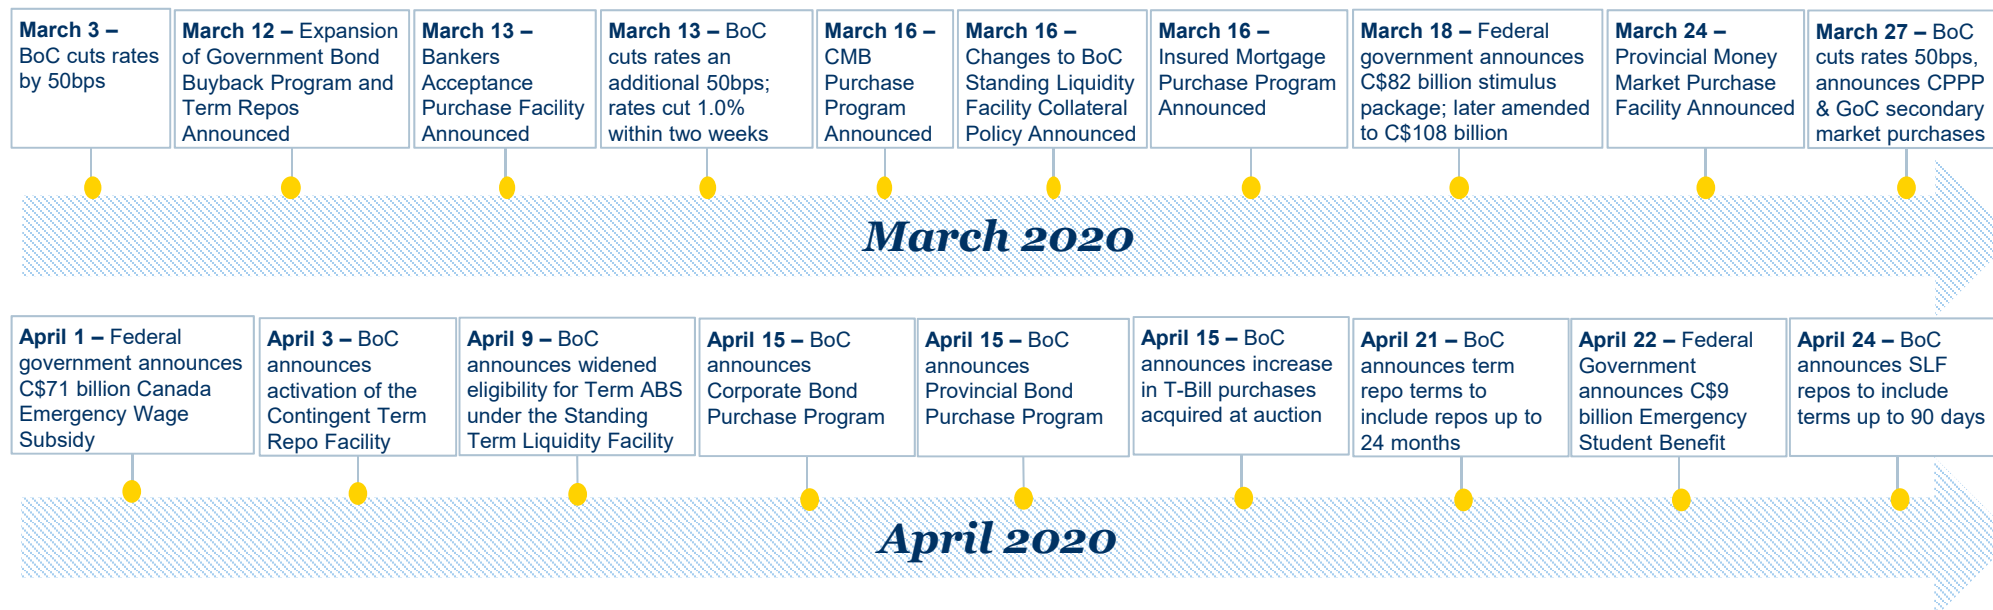 March 3 –
BoC cuts rates
by 50bps
March 12 – Expansion
of Government Bond
Buyback Program and
Term Repos
Announced
March 13 –
Bankers
Acceptance
Purchase Facility
Announced
March 13 – BoC
cuts rates an
additional 50bps;
rates cut 1.0%
within two weeks
March 16 –
CMB
Purchase
Program
Announced
March 16 –
Changes to BoC
Standing Liquidity
Facility Collateral
Policy Announced
March 16 –
Insured Mortgage
Purchase Program
Announced
March 18 – Federal
government announces
C$82 billion stimulus
package; later amended
to C$108 billion
March 24 –
Provincial Money
Market Purchase
Facility Announced
March 27 – BoC
cuts rates 50bps,
announces CPPP
& GoC secondary
market purchases
March 2020
April 1 – Federal
government announces
C$71 billion Canada
Emergency Wage
Subsidy
April 3 – BoC
announces
activation of the
Contingent Term
Repo Facility
April 9 – BoC
announces widened
eligibility for Term ABS
under the Standing
Term Liquidity Facility
April 15 – BoC
announces
Corporate Bond
Purchase Program
April 15 – BoC
announces
Provincial Bond
Purchase Program
April 15 – BoC
announces increase
in T-Bill purchases
acquired at auction
April 21 – BoC
announces term
repo terms to
include repos up to
24 months
April 22 – Federal
Government
announces C$9
billion Emergency
Student Benefit
April 24 – BoC
announces SLF
repos to include
terms up to 90 days
April 2020